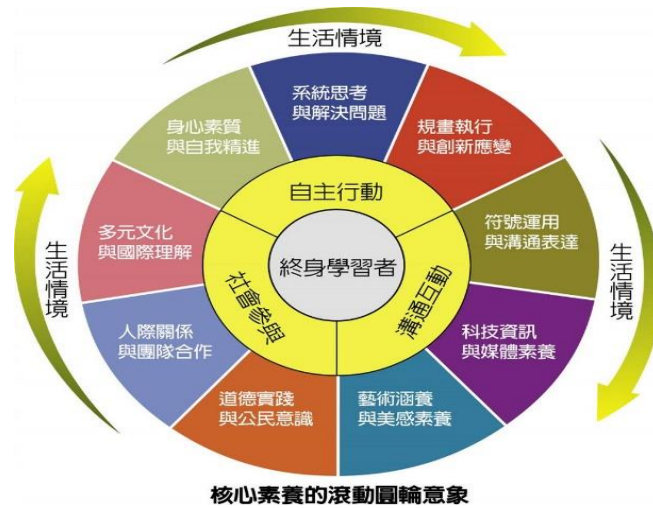 生活情境
系統思考
與解決問題
規畫執行
與創新應變
符號運用
與溝通表達
科技資訊
與媒體素養
藝術涵養
與美感素養
道德實踐
與公民意識
人際關係
與團隊合作
多元文化
與國際理解
身心素質
與自我精進
自主行動
溝通互動
社會參與
終身學習者
生活情境
生活情境
核心素養的滾動圓輪意象